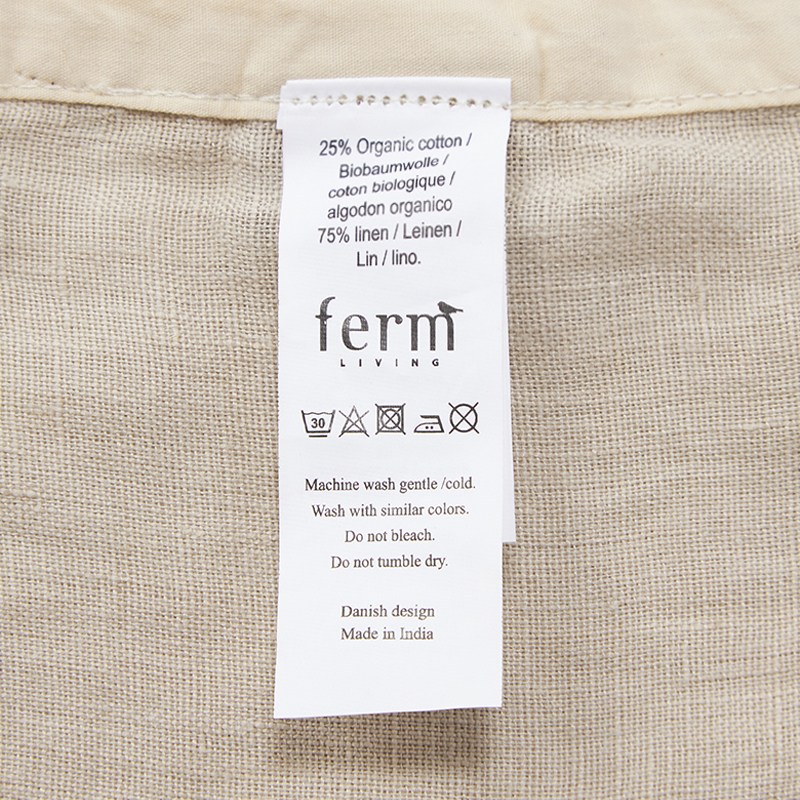 25% Organic cotton /
Biobaumwolle /
coton biologique /
algodon organico
75% linen / Leinen /
Lin / lino.
ferm
LIVING
30
Machine wash gentle /cold.
Wash with similar colors.
Do not bleach.
Do not tumble dry.
Danish design
Made in India